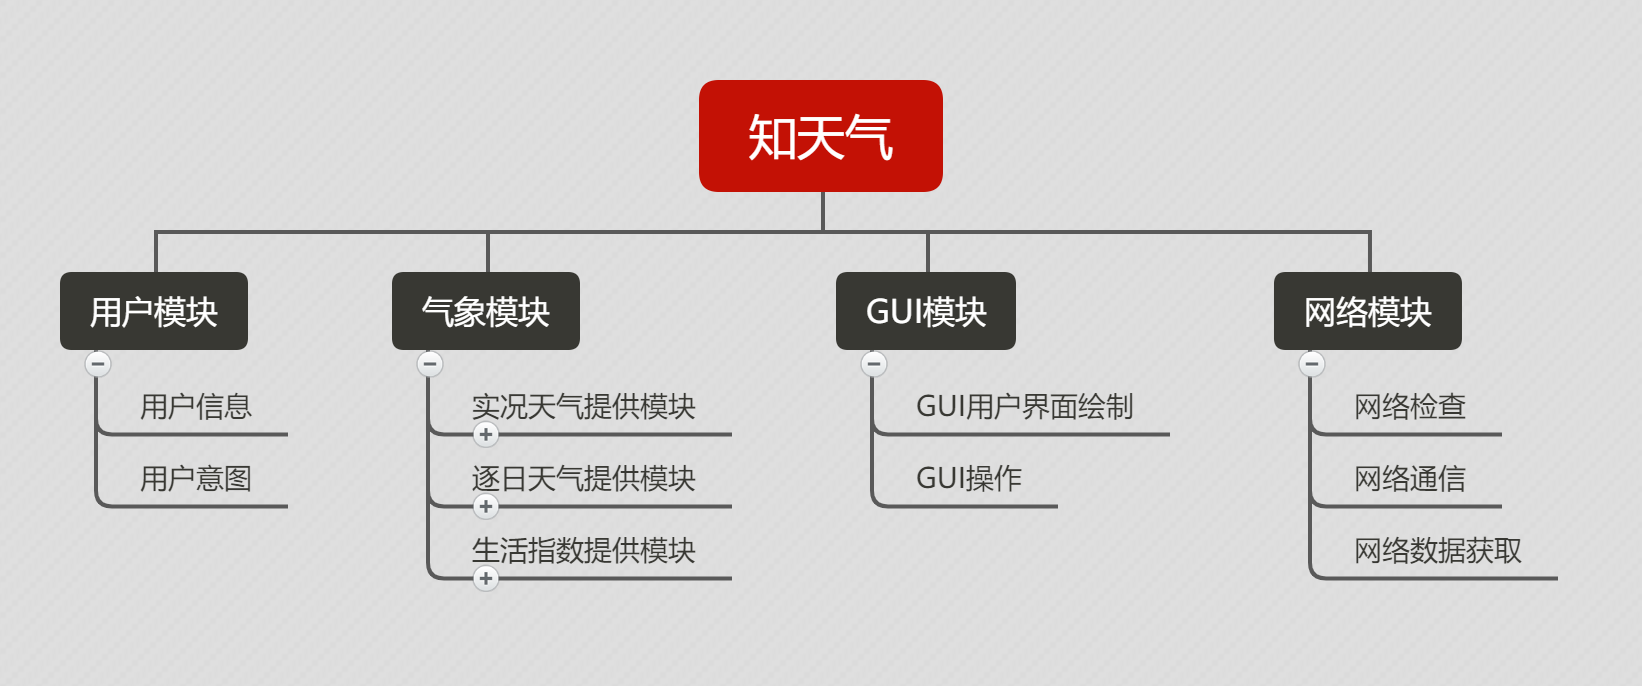 知天气
用户模块
气象模块
GUI模块
网络模块
用户信息
用户意图
实况天气提供模块
逐日天气提供模块
生活指数提供模块
GUI用户界面绘制
GUI操作
网络检查
网络通信
网络数据获取